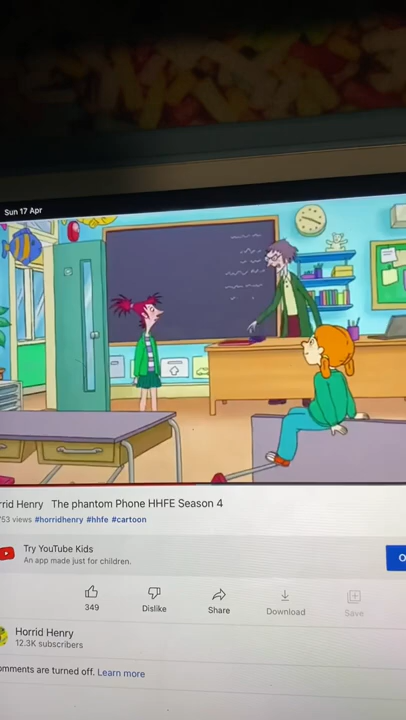 Sun 17 Apr
rrid Henry The phantom Phone HHFE Season 4
753 views #horridhenry #hhfe #cartoon
Try YouTube Kids
An app made just for children.
O
349
Dislike
Share
Download
Save
Horrid Henry
12.3K subscribers
omments are turned off. Learn more